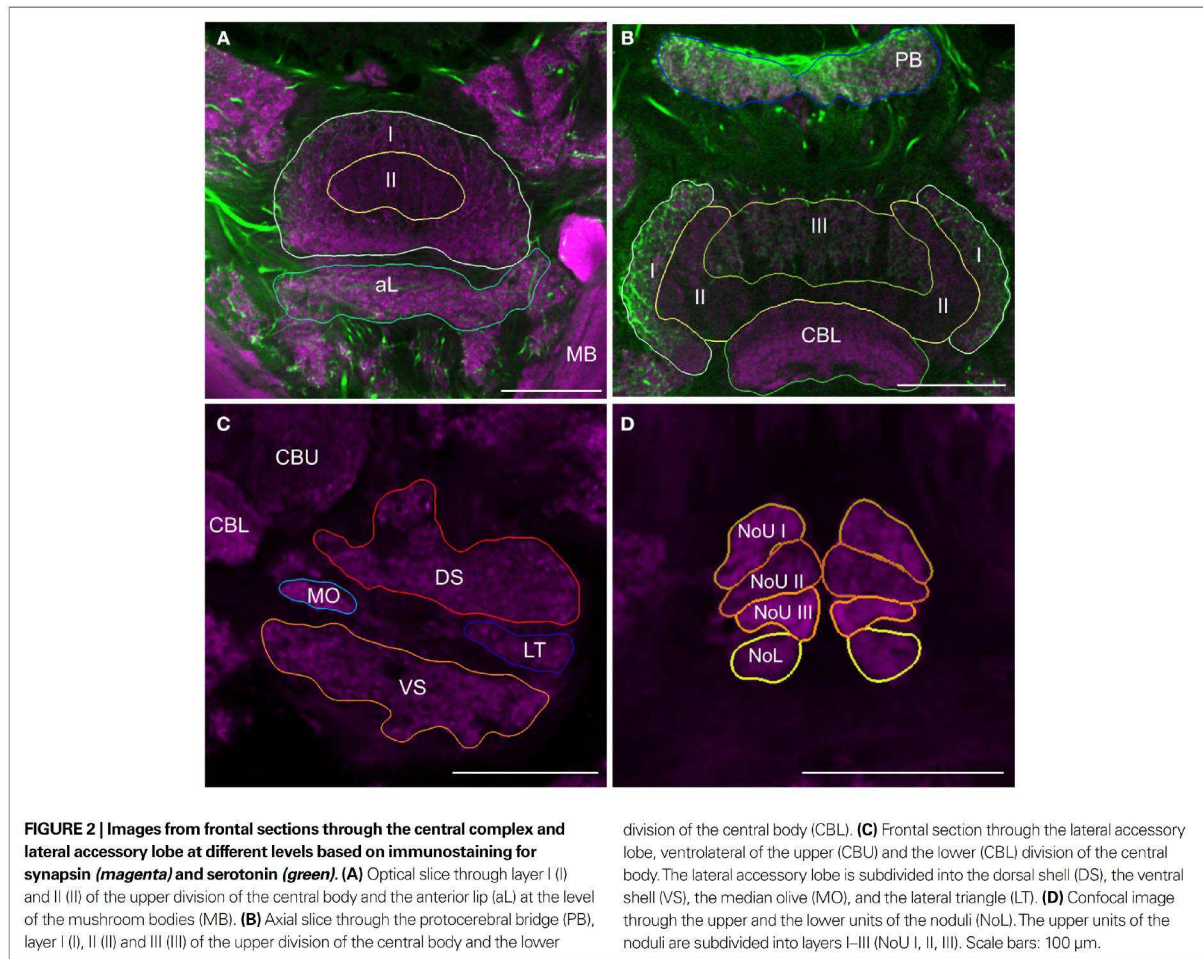 A
I
II
aL
MB
B
PB
III
I
I
II
II
CBL
C
CBU
CBL
DS
MO
LT
VS
D
NoU I
NoU II
NoU III
NoL
FIGURE 2 | Images from frontal sections through the central complex and
lateral accessory lobe at different levels based on immunostaining for
synapsin (magenta) and serotonin (green). (A) Optical slice through layer I (I)
and II (II) of the upper division of the central body and the anterior lip (aL) at the level
of the mushroom bodies (MB). (B) Axial slice through the protocerebral bridge (PB),
layer I (I), II (II) and III (III) of the upper division of the central body and the lower
division of the central body (CBL). (C) Frontal section through the lateral accessory
lobe, ventrolateral of the upper (CBU) and the lower (CBL) division of the central
body. The lateral accessory lobe is subdivided into the dorsal shell (DS), the ventral
shell (VS), the median olive (MO), and the lateral triangle (LT). (D) Confocal image
through the upper and the lower units of the noduli (NoL). The upper units of the
noduli are subdivided into layers I–III (NoU I, II, III). Scale bars: 100 μm.